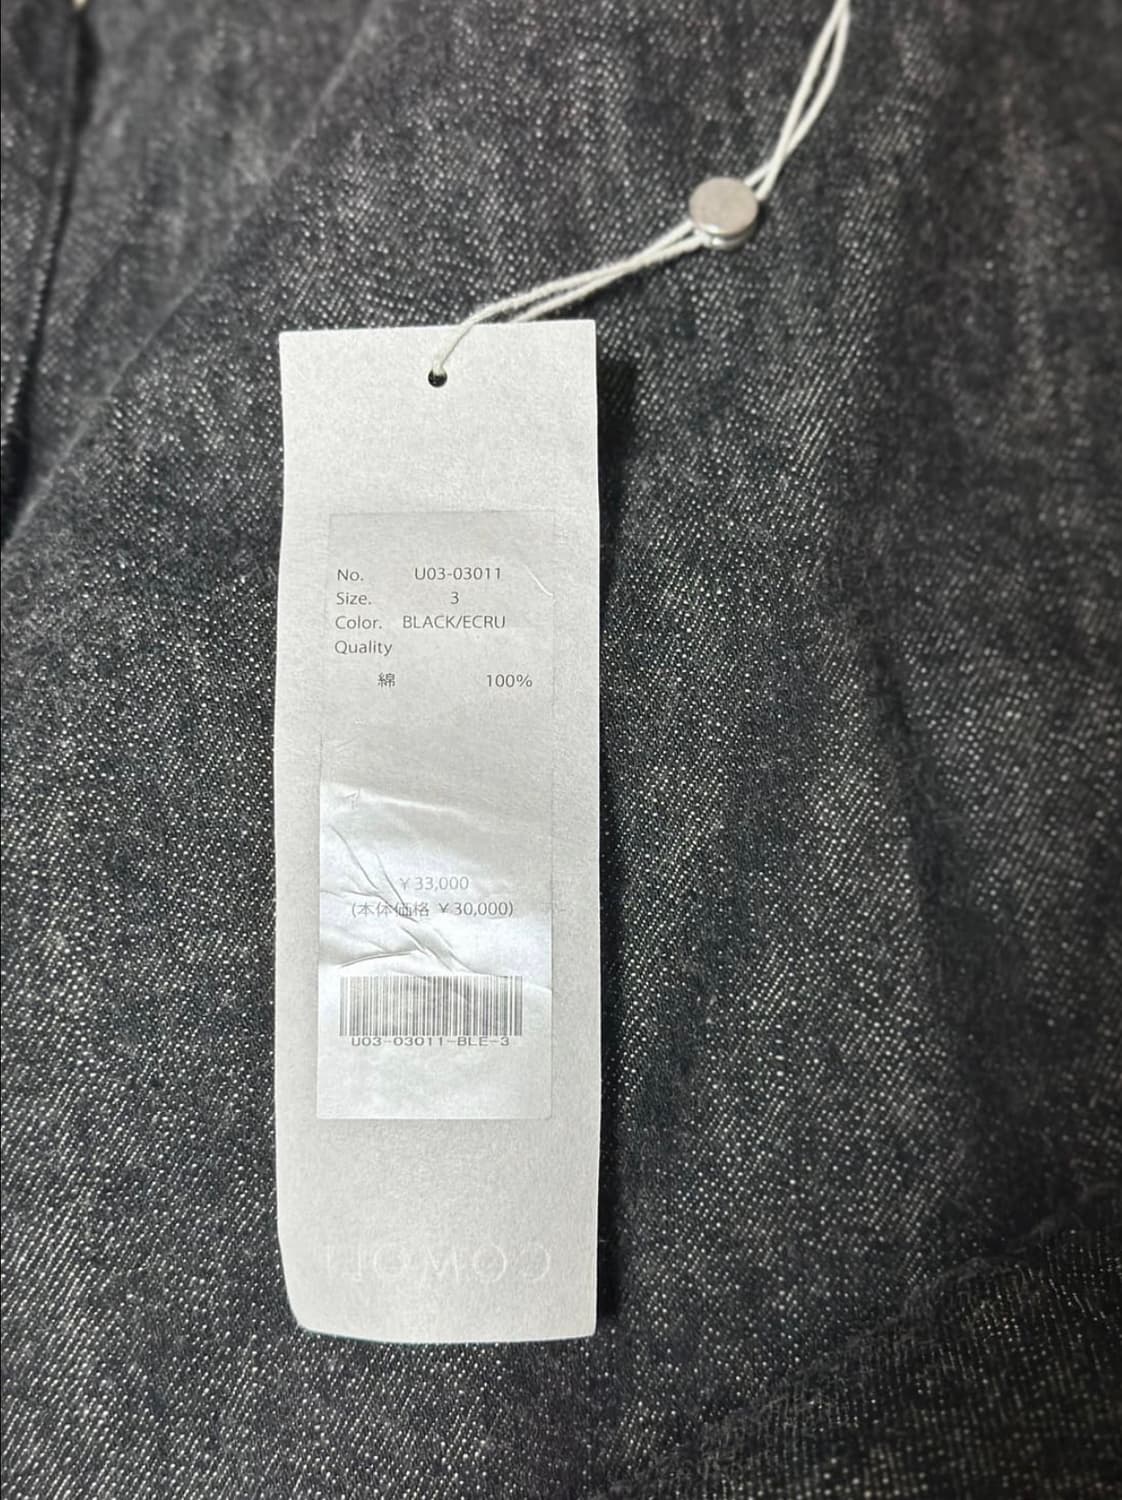 No. U03-03011
Size. 3
Color. BLACK/ECRU
Quality
綿 100%
¥33,000
(本体価格 ¥30,000)
U03-03011-BLE-3
COMOLI